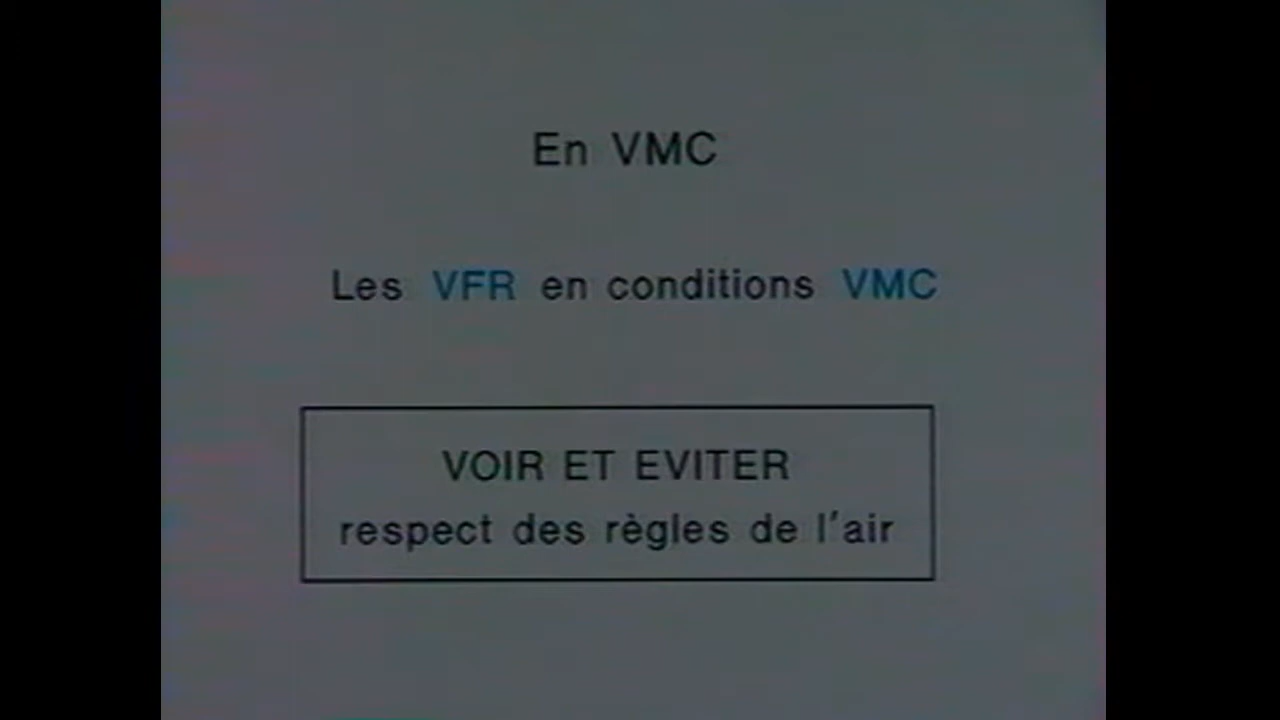 En VMC
Les VFR en conditions VMC
VOIR ET EVITER
respect des règles de l'air